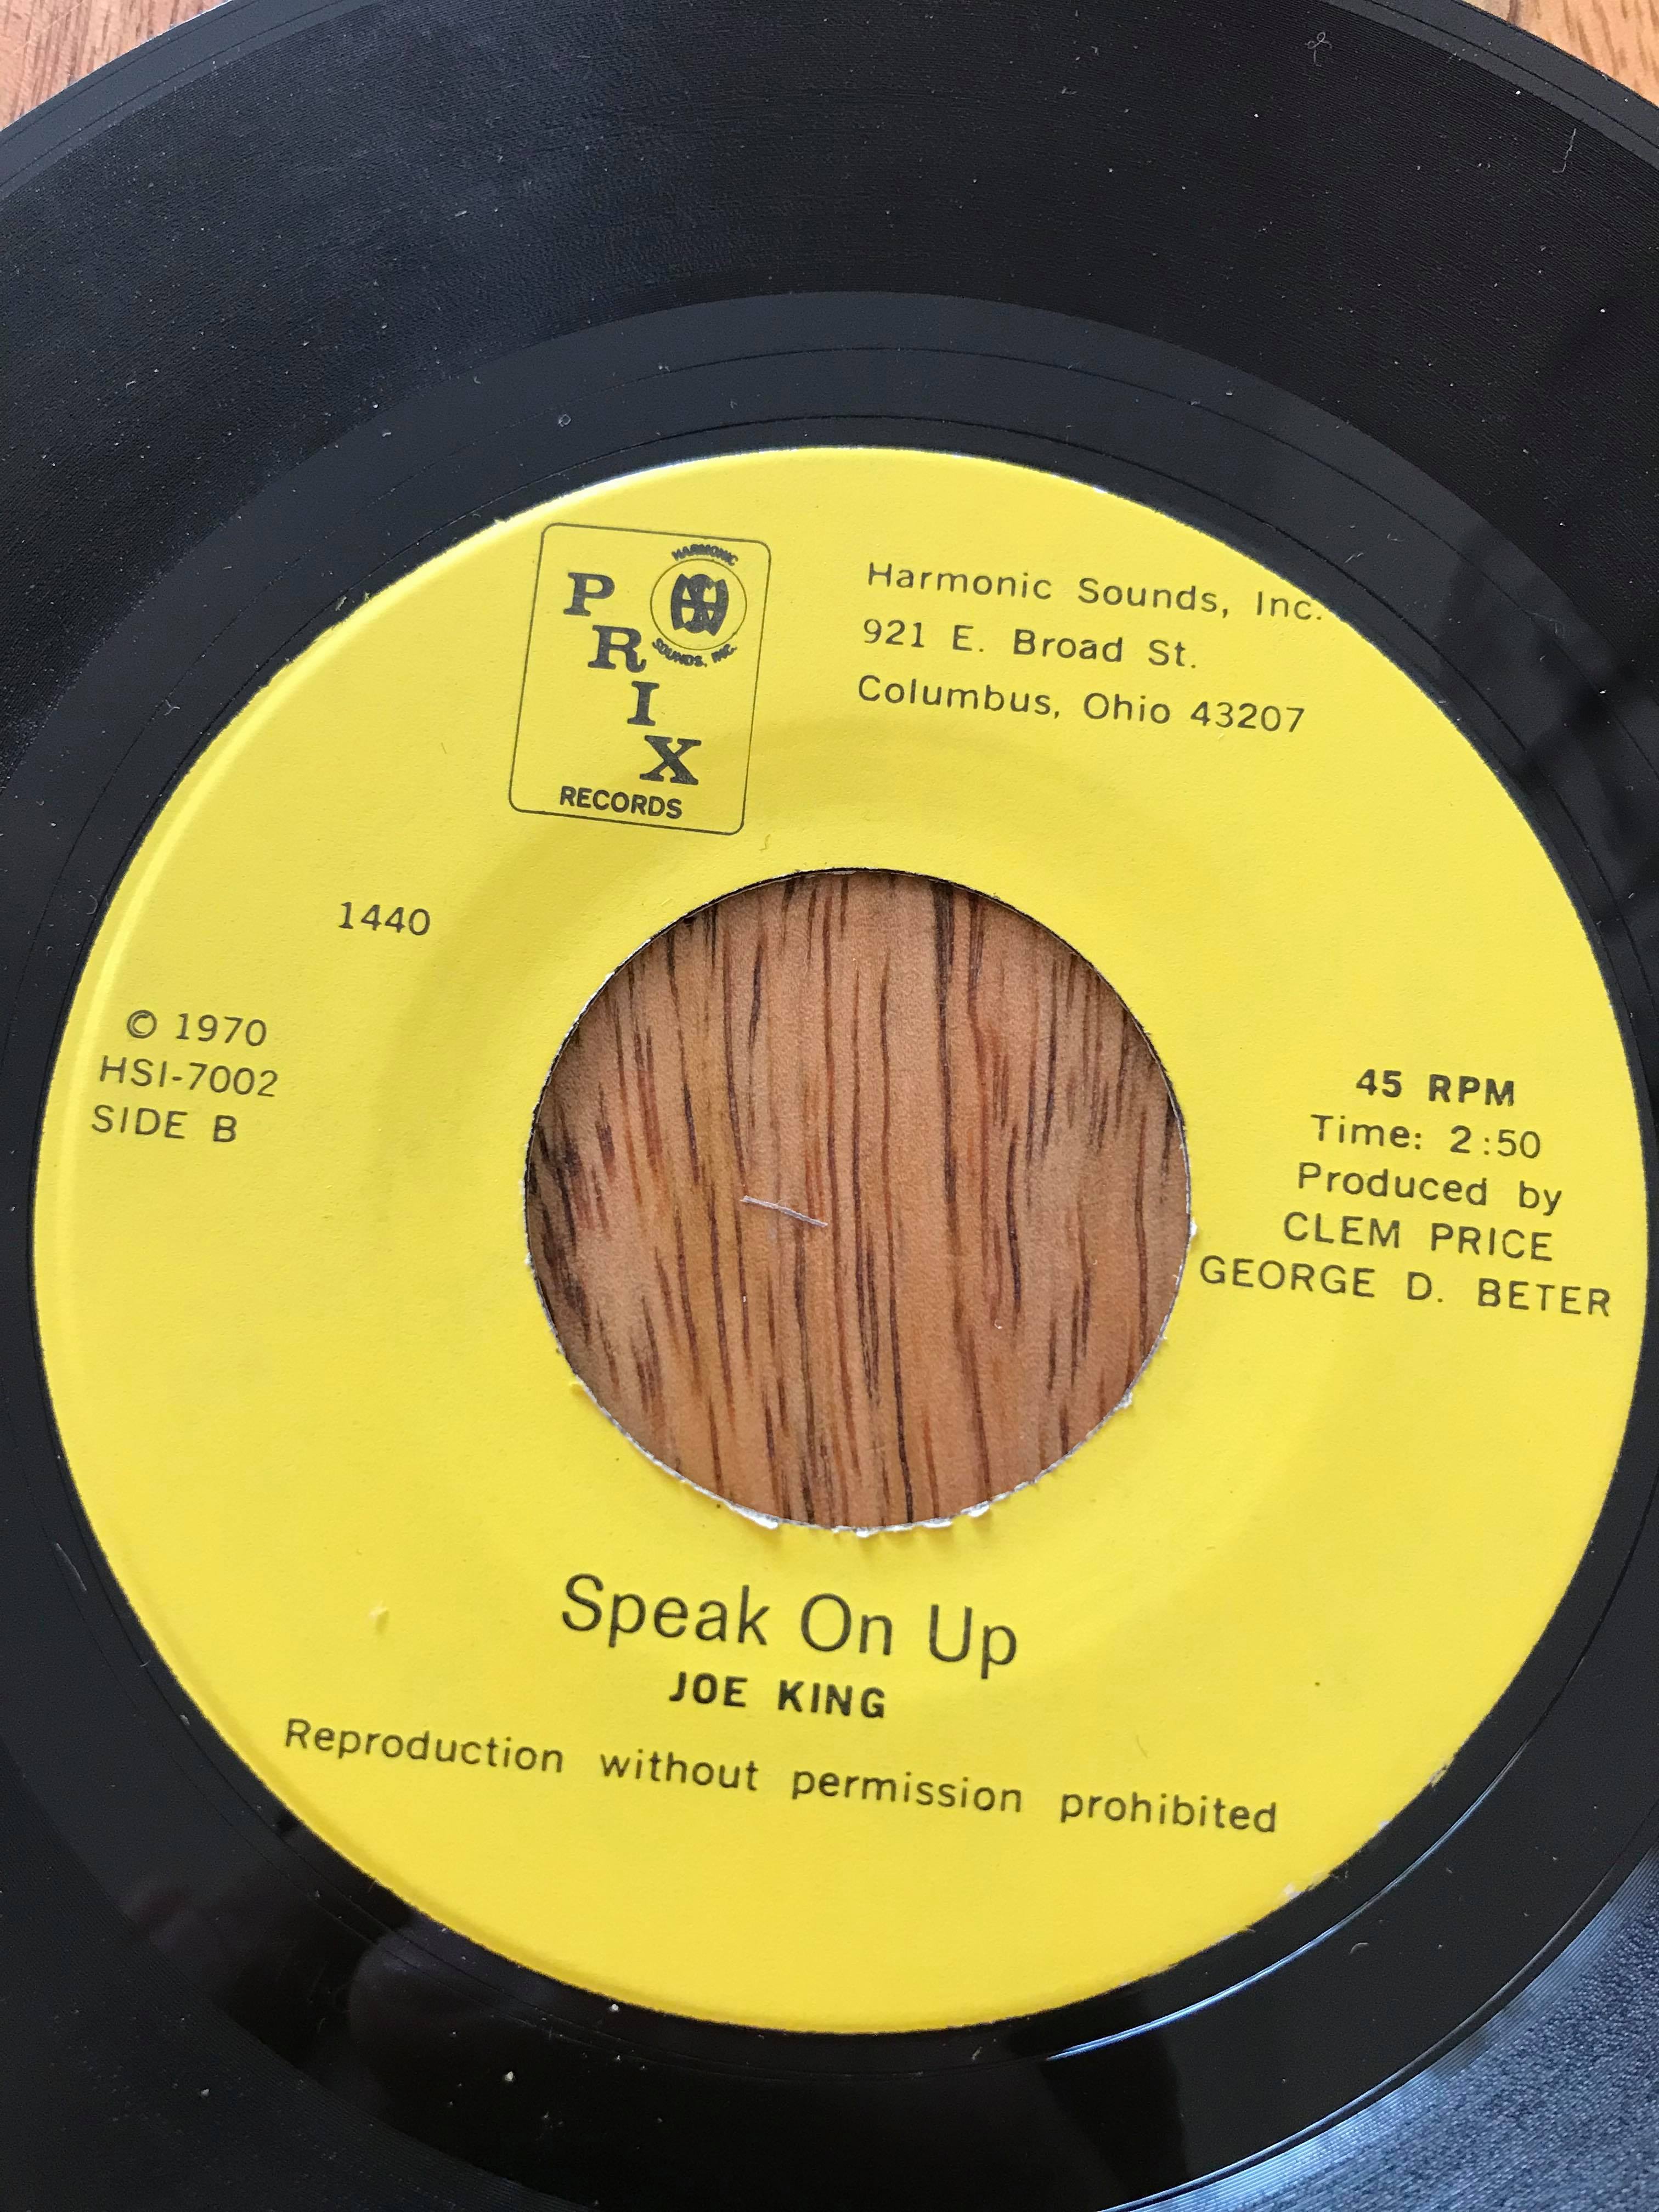 HARMONIC
SOUNDS, INC.
P
R
I
X
RECORDS
Harmonic Sounds, Inc.
921 E. Broad St.
Columbus, Ohio 43207
1440
© 1970
HSI-7002
SIDE B
45 RPM
Time: 2:50
Produced by
CLEM PRICE
GEORGE D. BETER
Speak On Up
JOE KING
Reproduction without permission prohibited